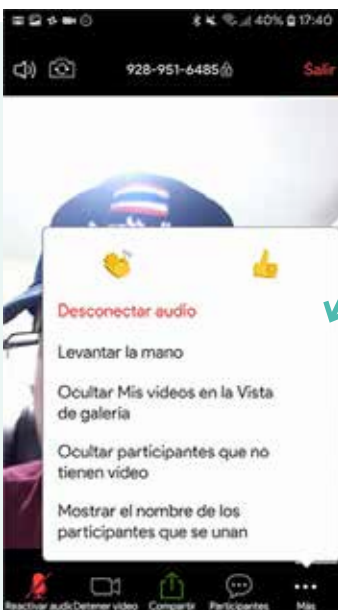 40% 17:40
928-951-6485 Salir
Desconectar audio
Levantar la mano
Ocultar Mis videos en la Vista
de galería
Ocultar participantes que no
tienen video
Mostrar el nombre de los
participantes que se unan
Reactivar audio Detener video Compartir Participantes Más